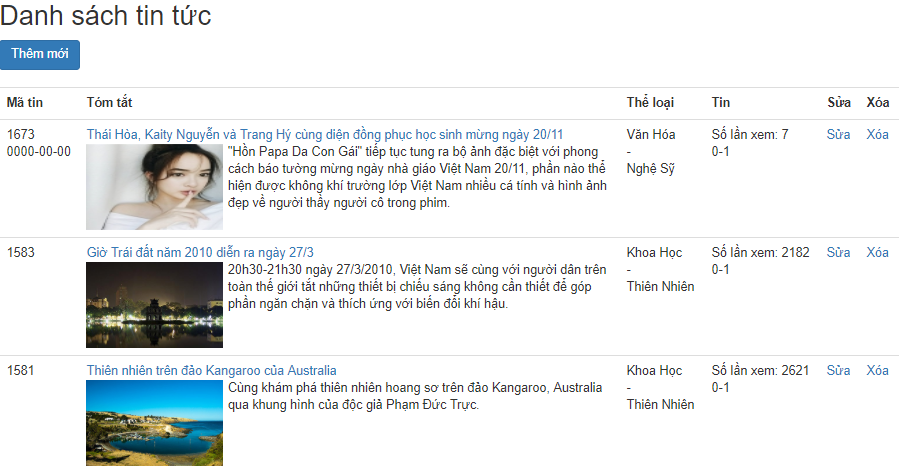 Danh sách tin tức
Thêm mới
Mã tin Tóm tắt Thể loại Tin Sửa Xóa
1673 Thái Hòa, Kaity Nguyễn và Trang Hý cùng diện đồng phục học sinh mừng ngày 20/11 Văn Hóa Số lần xem: 7 Sửa Xóa
0000-00-00 "Hồn Papa Da Con Gái" tiếp tục tung ra bộ ảnh đặc biệt với phong - 0-1
cách báo tường mừng ngày nhà giáo Việt Nam 20/11, phần nào thể Nghệ Sỹ
hiện được không khí trường lớp Việt Nam nhiều cá tính và hình ảnh
đẹp về người thầy người cô trong phim.
1583 Giờ Trái đất năm 2010 diễn ra ngày 27/3 Khoa Học Số lần xem: 2182 Sửa Xóa
20h30-21h30 ngày 27/3/2010, Việt Nam sẽ cùng với người dân trên - 0-1
toàn thế giới tắt những thiết bị chiếu sáng không cần thiết để góp Thiên Nhiên
phần ngăn chặn và thích ứng với biến đổi khí hậu.
1581 Thiên nhiên trên đảo Kangaroo của Australia Khoa Học Số lần xem: 2621 Sửa Xóa
Cùng khám phá thiên nhiên hoang sơ trên đảo Kangaroo, Australia - 0-1
qua khung hình của độc giả Phạm Đức Trực. Thiên Nhiên